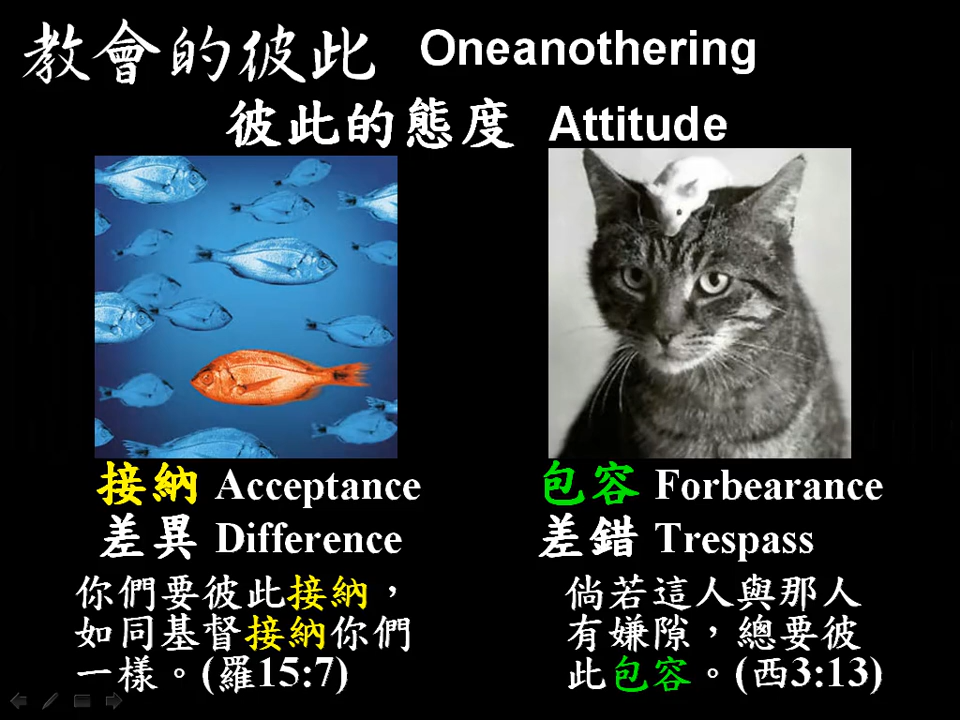 教會的彼此 Oneanothering
彼此的態度 Attitude
接納 Acceptance
差異 Difference
你們要彼此接納，
如同基督接納你們
一樣。(羅15:7)
包容 Forbearance
差錯 Trespass
倘若這人與那人
有嫌隙，總要彼
此包容。(西3:13)